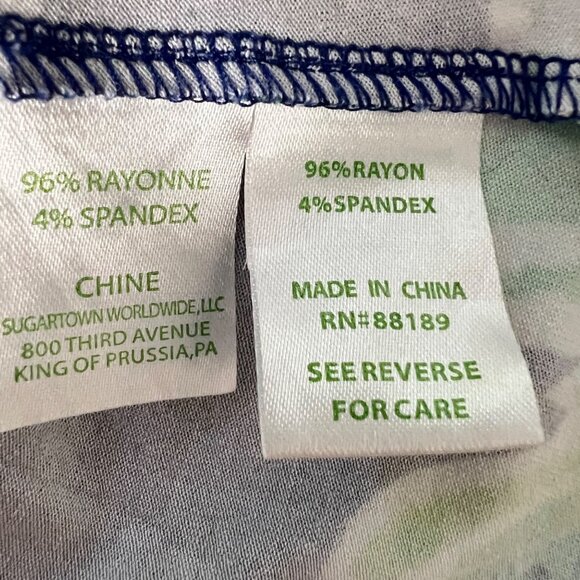 96% RAYONNE
4% SPANDEX
CHINE
SUGARTOWN WORLDWIDE, LLC
800 THIRD AVENUE
KING OF PRUSSIA,PA
96% RAYON
4%SPANDEX
MADE IN CHINA
RN#88189
SEE REVERSE
FOR CARE